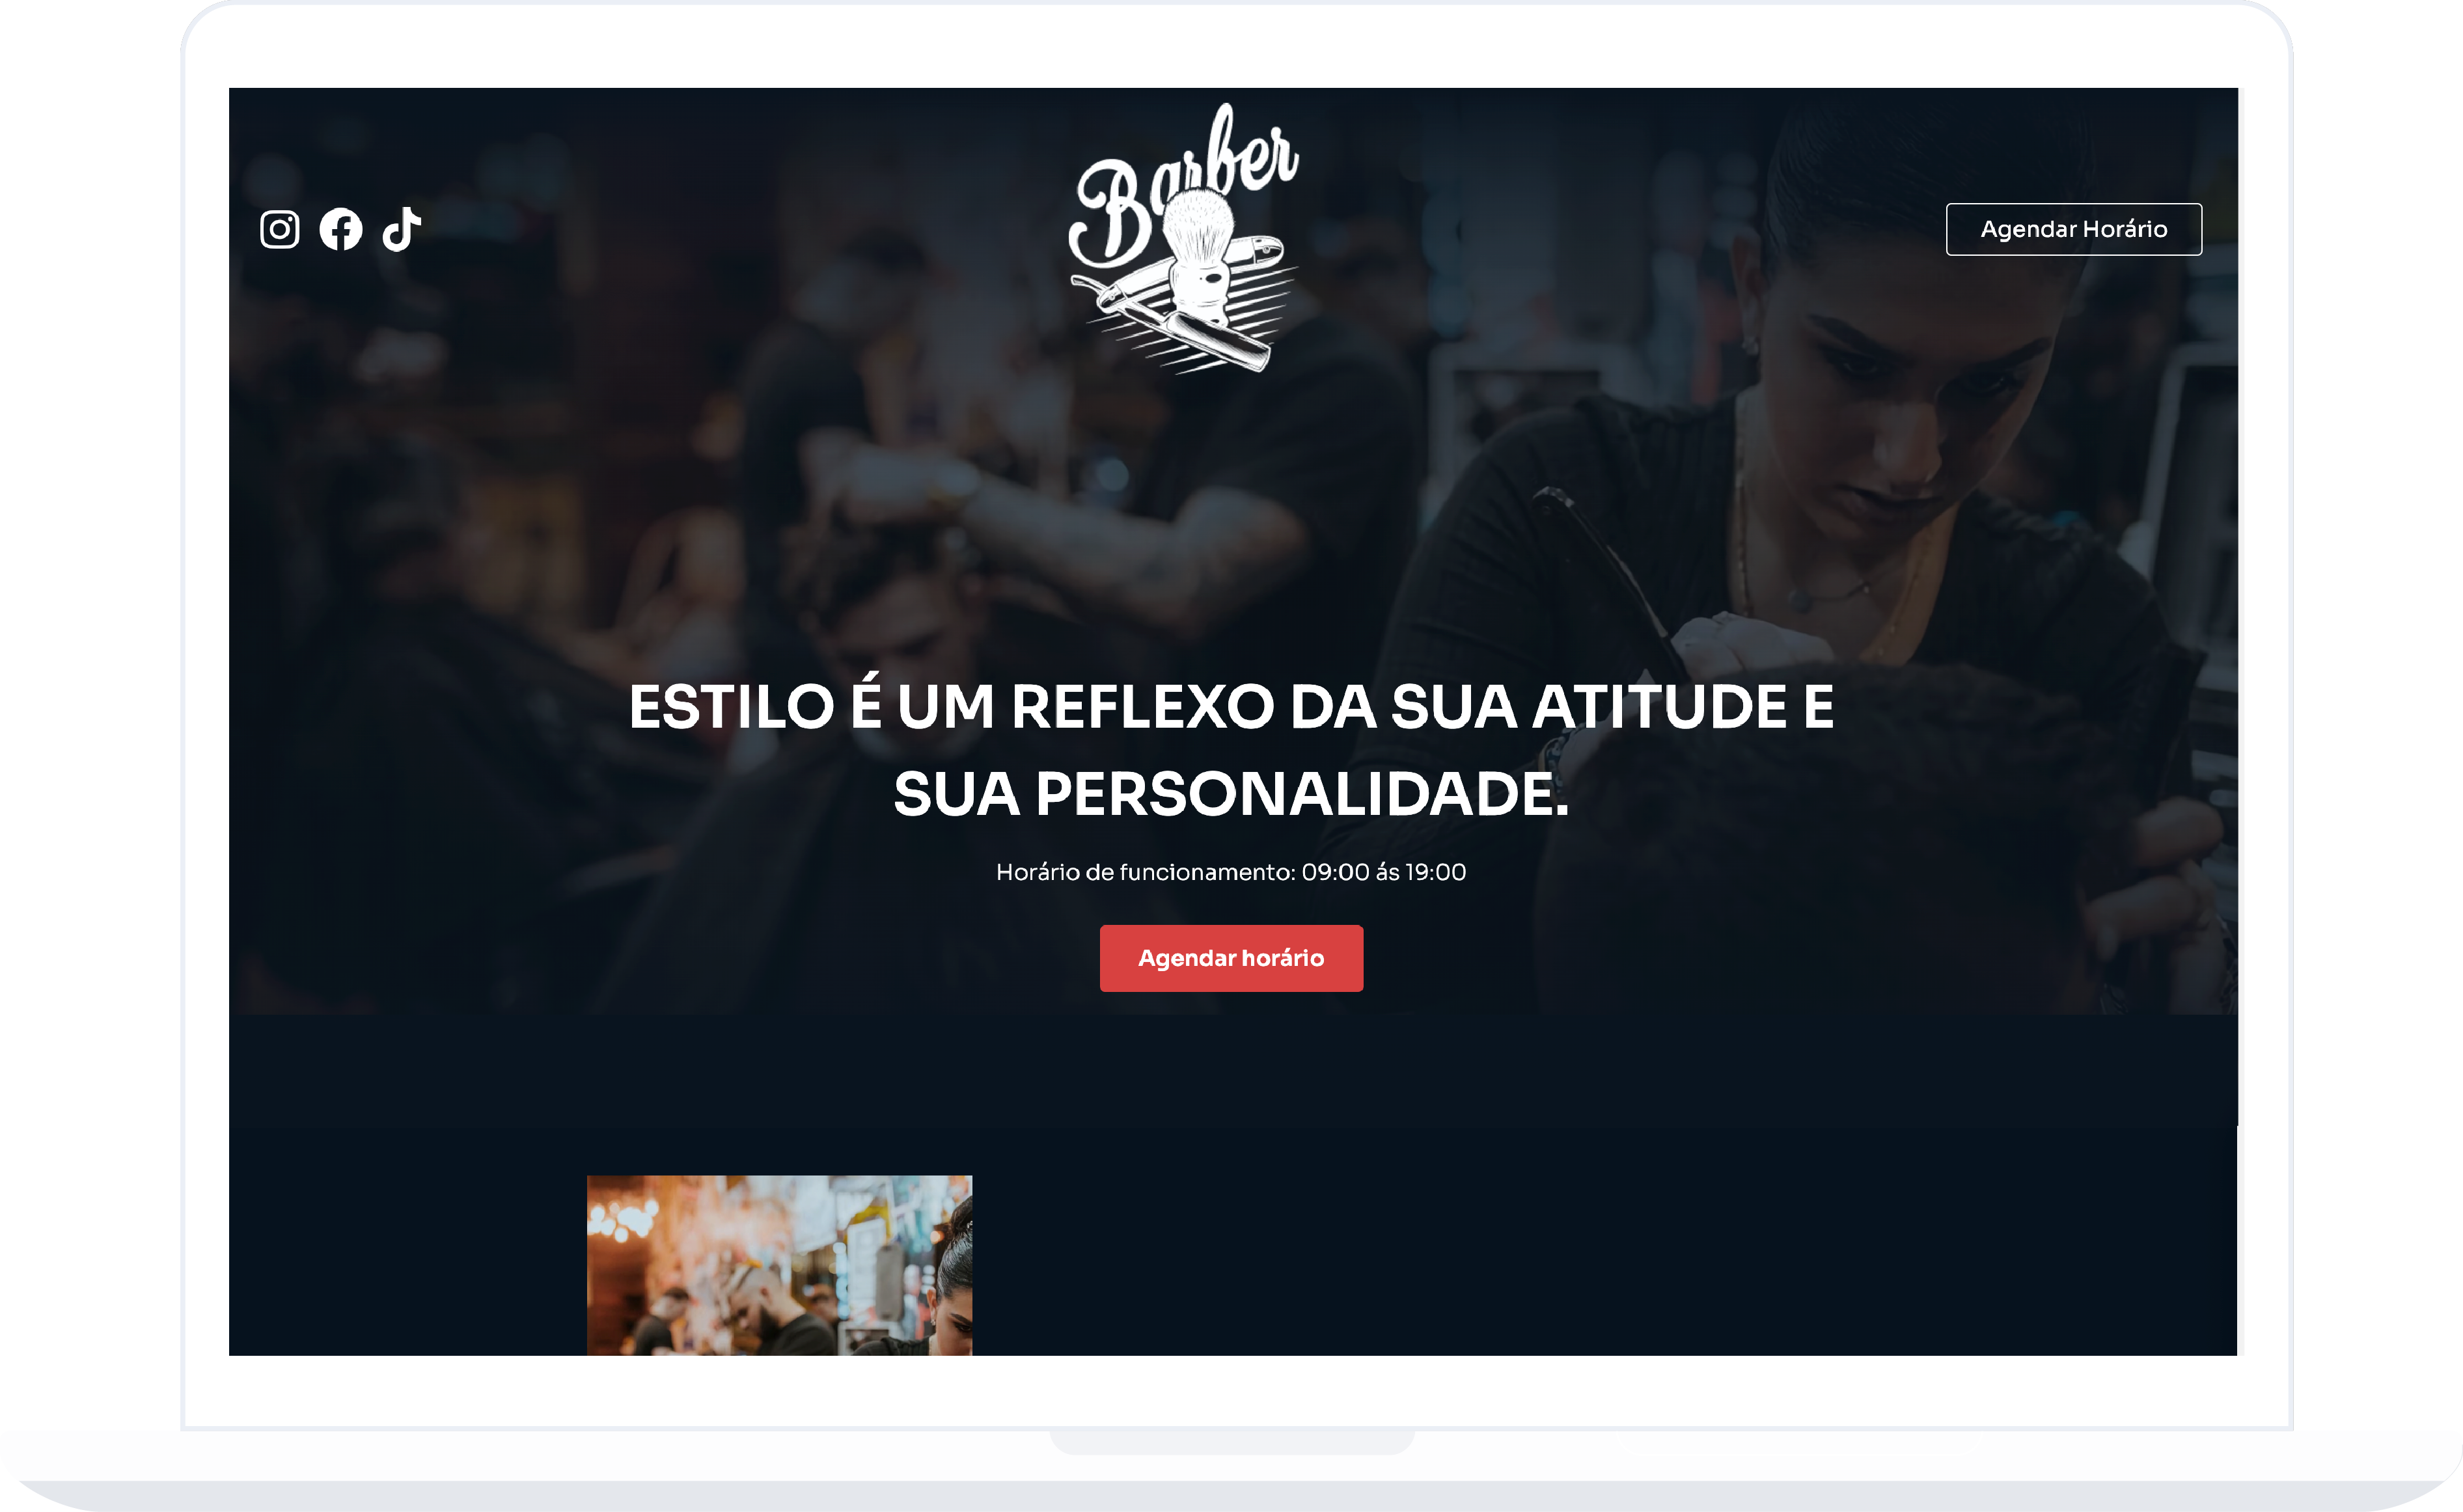 Barber
Agendar Horário
ESTILO É UM REFLEXO DA SUA ATITUDE E
SUA PERSONALIDADE.
Horário de funcionamento: 09:00 ás 19:00
Agendar horário